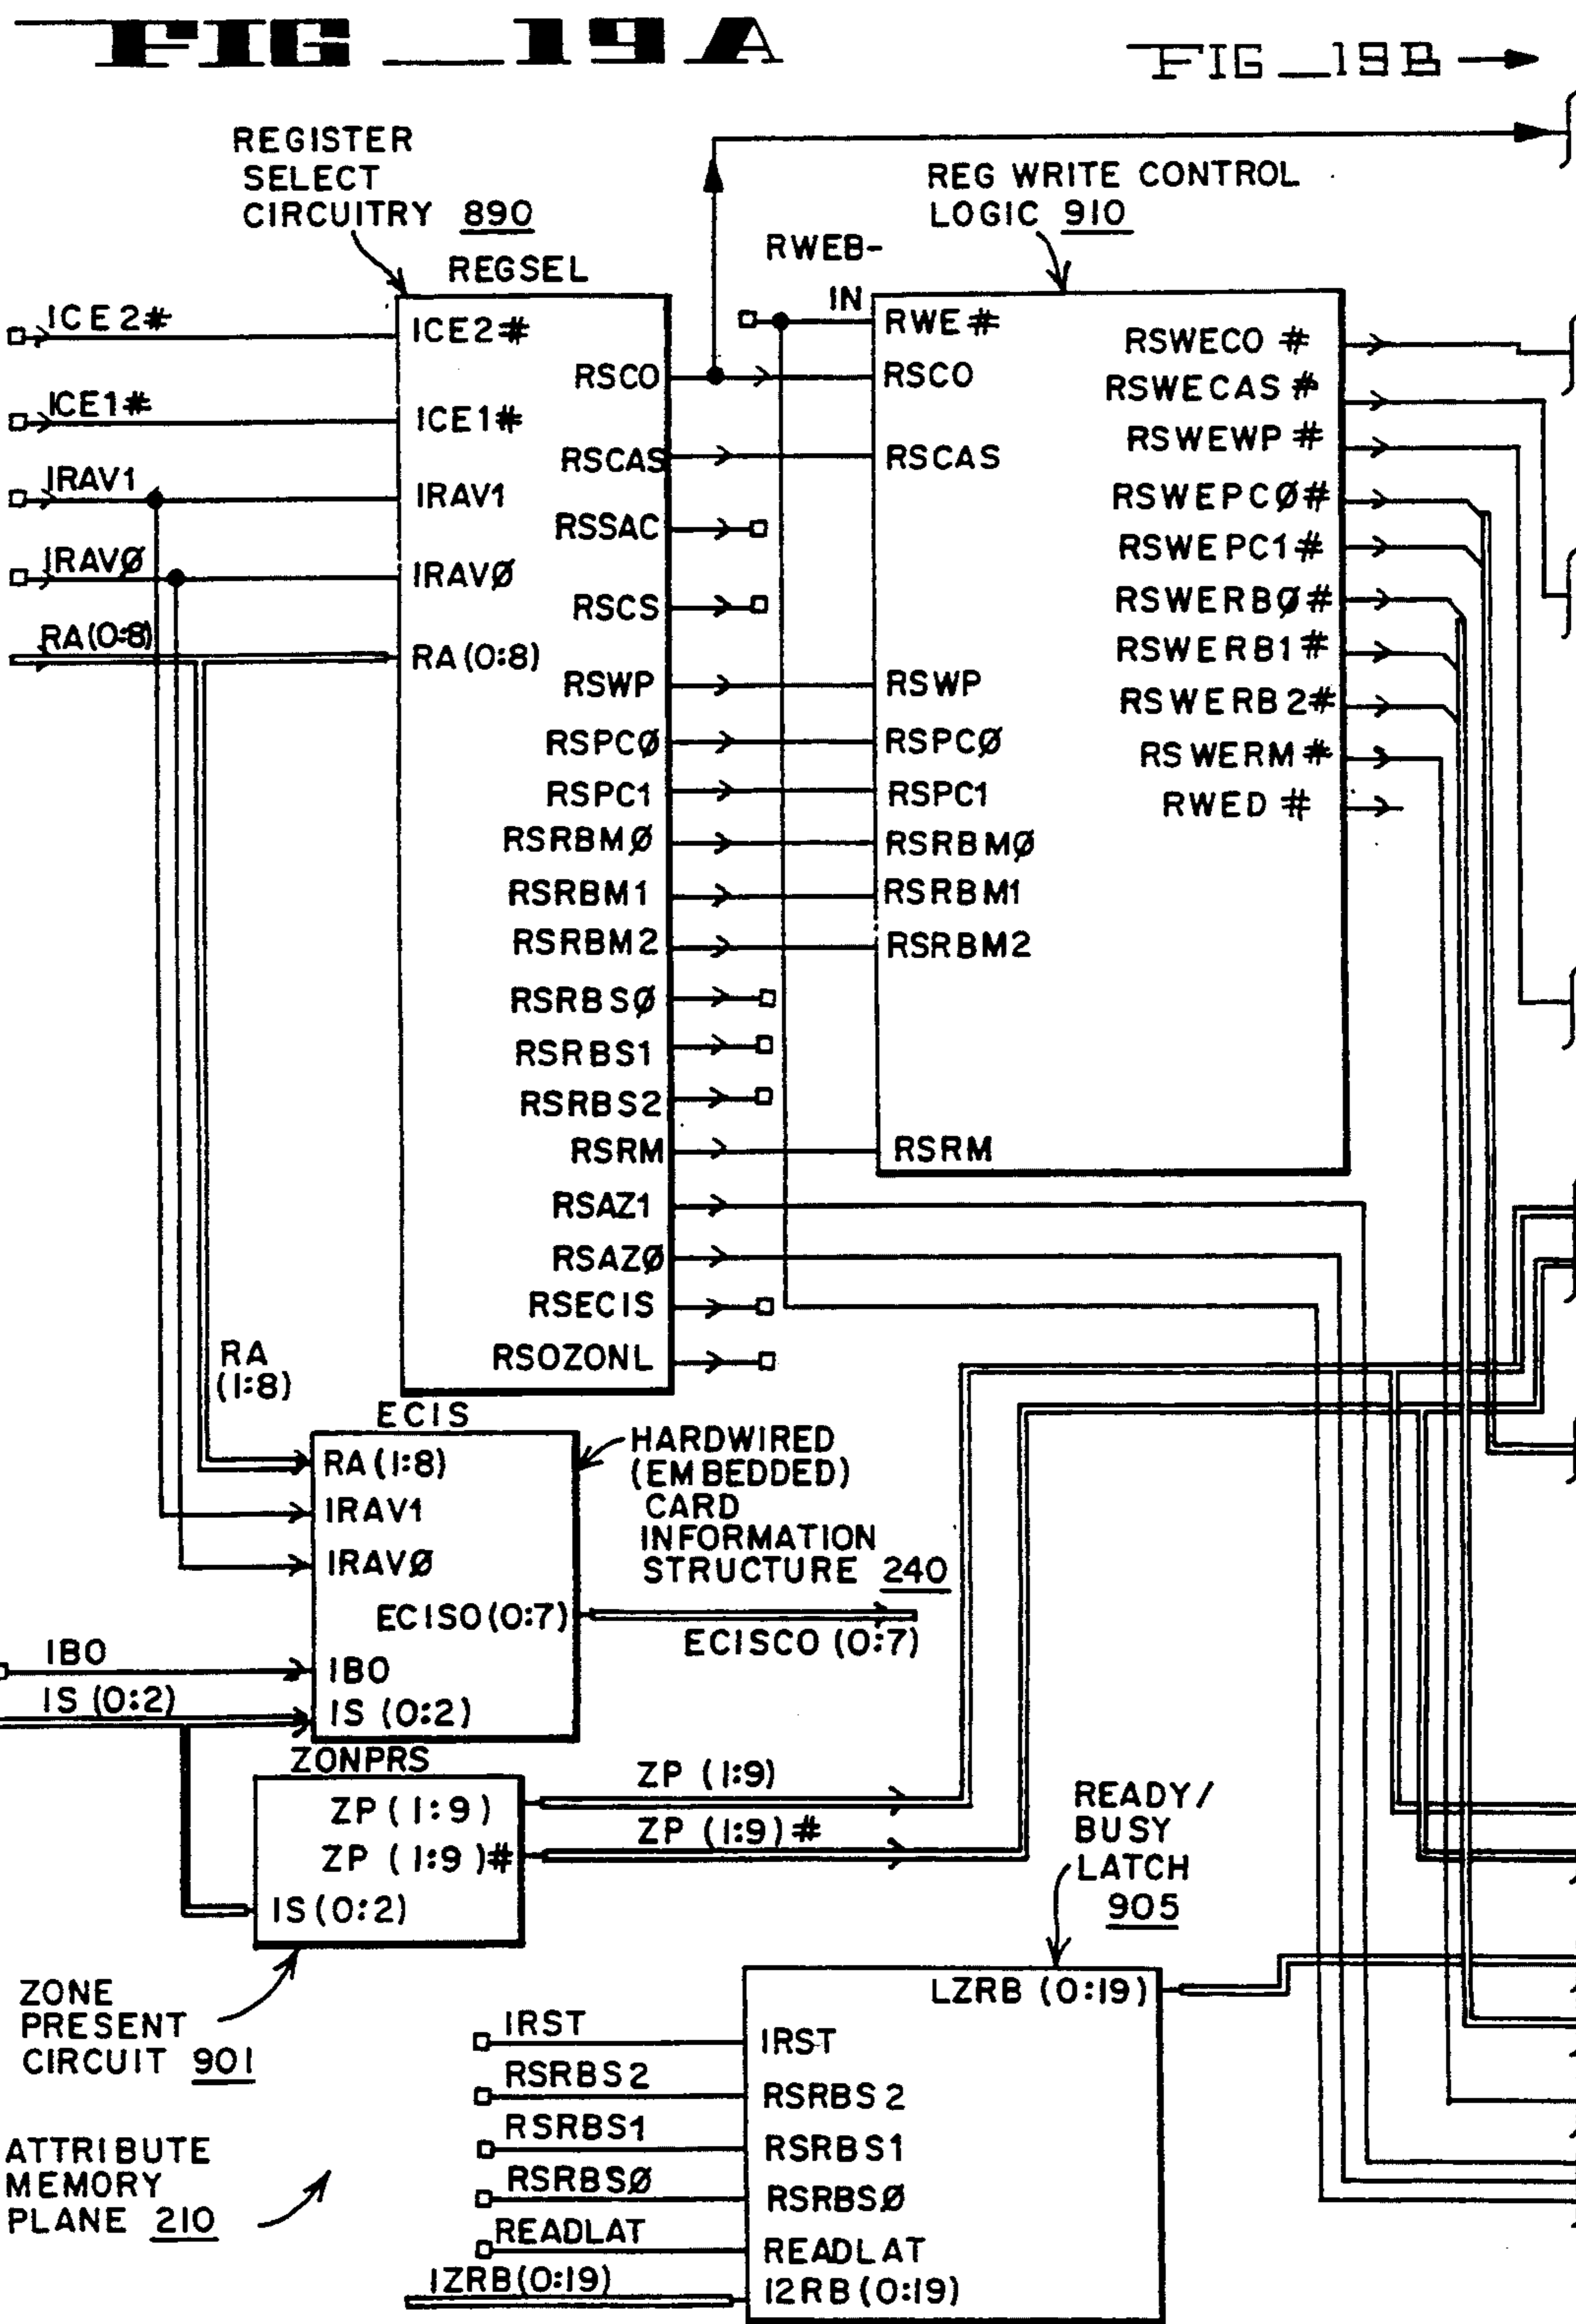 FIG_19A
FIG_19B
REGISTER
SELECT
CIRCUITRY 890
REGSEL
REG WRITE CONTROL
LOGIC 910
RWEB-
IN
ICE2#
ICE1#
IRAV1
IRAVØ
RA(0:8)
ICE2#
ICE1#
IRAV1
IRAVØ
RA(0:8)
RSCO
RSCAS
RSSAC
RSCS
RSWP
RSPCØ
RSPC1
RSRBMØ
RSRBM1
RSRBM2
RSRBSØ
RSRBS1
RSRBS2
RSRM
RSAZ1
RSAZØ
RSECIS
RSOZONL
RWE#
RSCO
RSCAS
RSWP
RSPCØ
RSPC1
RSRBMØ
RSRBM1
RSRBM2
RSRM
RSWECO #
RSWECAS #
RSWEWP #
RSWEPCØ#
RSWEPC1#
RSWERBØ#
RSWERB1#
RSWERB2#
RSWERM#
RWED #
RA
(1:8)
ECIS
RA(1:8)
IRAV1
IRAVØ
ECISO(0:7)
IBO
IS (0:2)
IBO
IS (0:2)
HARDWIRED
(EMBEDDED)
CARD
INFORMATION
STRUCTURE 240
ECISCO (0:7)
ZONPRS
ZP(1:9)
ZP (1:9)#
IS(0:2)
ZP (1:9)
ZP (1:9)#
READY/
BUSY
LATCH
905
ZONE
PRESENT
CIRCUIT 901
ATTRIBUTE
MEMORY
PLANE 210
IRST
RSRBS2
RSRBS1
RSRBSØ
READLAT
IZRB(0:19)
LZRB (0:19)
IRST
RSRBS2
RSRBS1
RSRBSØ
READLAT
I2RB(0:19)